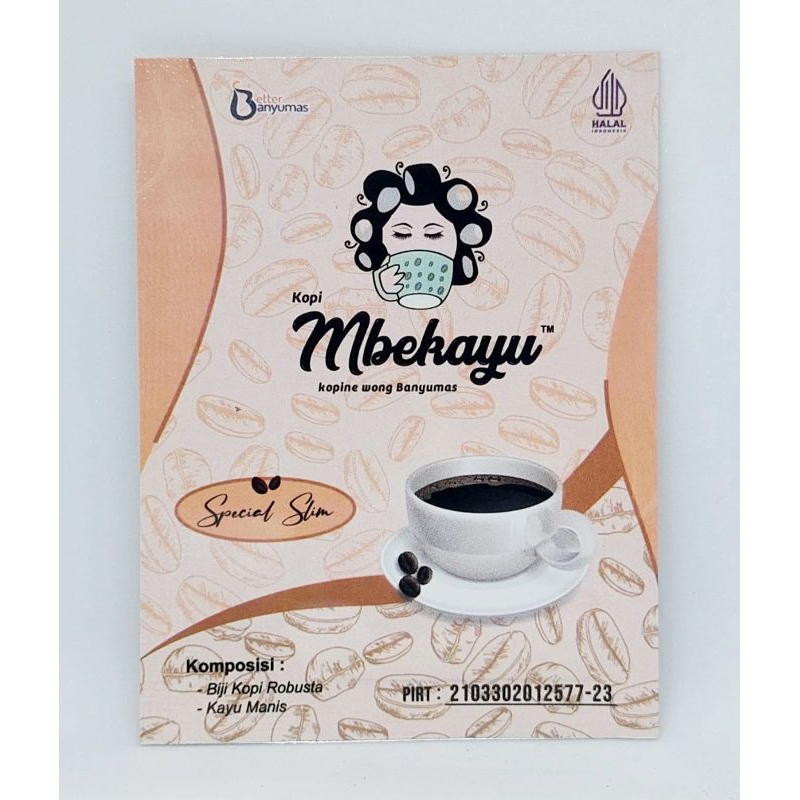 Better
Banyumas
HALAL
INDONESIA
Kopi
Mbekayu™
kopine wong Banyumas
Special Slim
Komposisi :
- Biji Kopi Robusta
- Kayu Manis
PIRT : 2103302012577-23